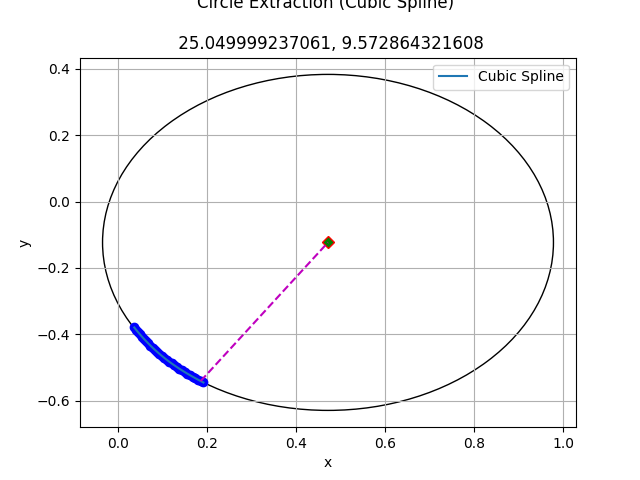 Circle Extraction (Cubic Spline)
25.049999237061, 9.572864321608
Cubic Spline
0.4
0.2
0.0
−0.2
−0.4
−0.6
y
0.0 0.2 0.4 0.6 0.8 1.0
x